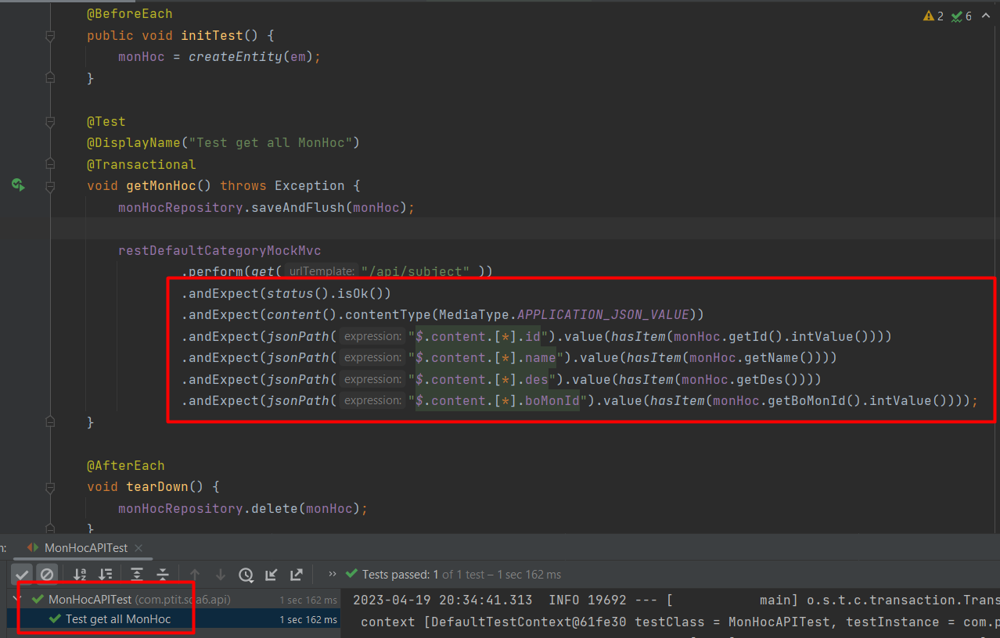 @BeforeEach
2 6
public void initTest() {
monHoc = createEntity(em);
}
@Test
@DisplayName("Test get all MonHoc")
@Transactional
void getMonHoc() throws Exception {
monHocRepository.saveAndFlush(monHoc);
restDefaultCategoryMockMvc
.perform(get( urlTemplate: "/api/subject" ))
.andExpect(status().isOk())
.andExpect(content().contentType(MediaType.APPLICATION_JSON_VALUE))
.andExpect(jsonPath( expression: "$.content.[*].id").value(hasItem(monHoc.getId().intValue())))
.andExpect(jsonPath( expression: "$.content.[*].name").value(hasItem(monHoc.getName())))
.andExpect(jsonPath( expression: "$.content.[*].des").value(hasItem(monHoc.getDes())))
.andExpect(jsonPath( expression: "$.content.[*].boMonId").value(hasItem(monHoc.getBoMonId().intValue())));
}
@AfterEach
void tearDown() {
monHocRepository.delete(monHoc);
}
n: MonHocAPITest
Tests passed: 1 of 1 test – 1 sec 162 ms
MonHocAPITest (com.ptit.sqa6.api) 1 sec 162 ms
Test get all MonHoc 1 sec 162 ms
2023-04-19 20:34:41.313 INFO 19692 --- [ main] o.s.t.c.transaction.Trans
context [DefaultTestContext@61fe30 testClass = MonHocAPITest, testInstance = com.p